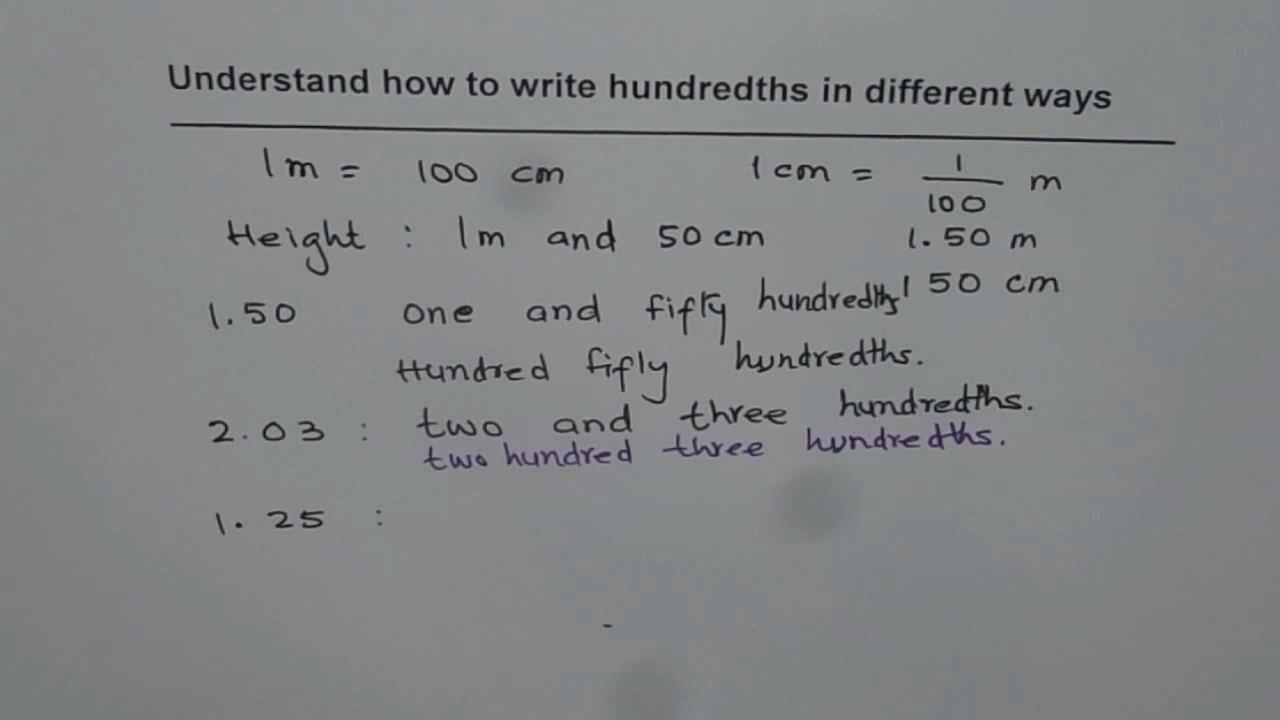 Understand how to write hundredths in different ways
1m = 100 cm 1 cm = 1/100 m
Height : 1m and 50 cm 1.50 m
150 cm
1.50 one and fifty hundredths
Hundred fifty hundredths.
2.03 : two and three hundredths.
two hundred three hundredths.
1.25 :